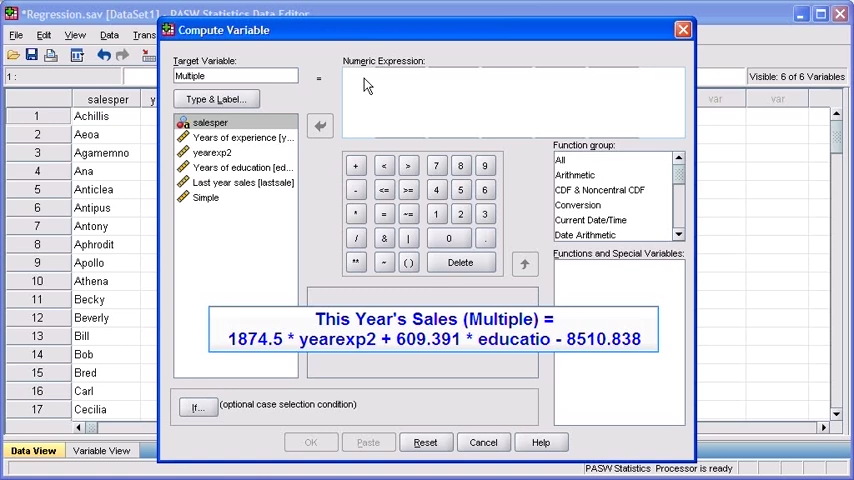 *Regression.sav [DataSet1] - PASW Statistics Data Editor
File Edit View Data Trans
Compute Variable
Target Variable:
Multiple
=
Numeric Expression:
Type & Label...
1 :
Visible: 6 of 6 Variables
salesper
var var
1 Achillis
2 Aeoa
3 Agamemno
4 Ana
5 Anticlea
6 Antipus
7 Antony
8 Aphrodit
9 Apollo
10 Athena
11 Becky
12 Beverly
13 Bill
14 Bob
15 Bred
16 Carl
17 Cecilia
salesper
Years of experience [y...
yearexp2
Years of education [ed...
Last year sales [lastsale]
Simple
+ < > 7 8 9
- <= >= 4 5 6
* = ~= 1 2 3
/ & | 0 .
** ~ ( ) Delete
Function group:
All
Arithmetic
CDF & Noncentral CDF
Conversion
Current Date/Time
Date Arithmetic
Functions and Special Variables:
This Year's Sales (Multiple) =
1874.5 * yearexp2 + 609.391 * educatio - 8510.838
If... (optional case selection condition)
OK Paste Reset Cancel Help
Data View Variable View
PASW Statistics Processor is ready